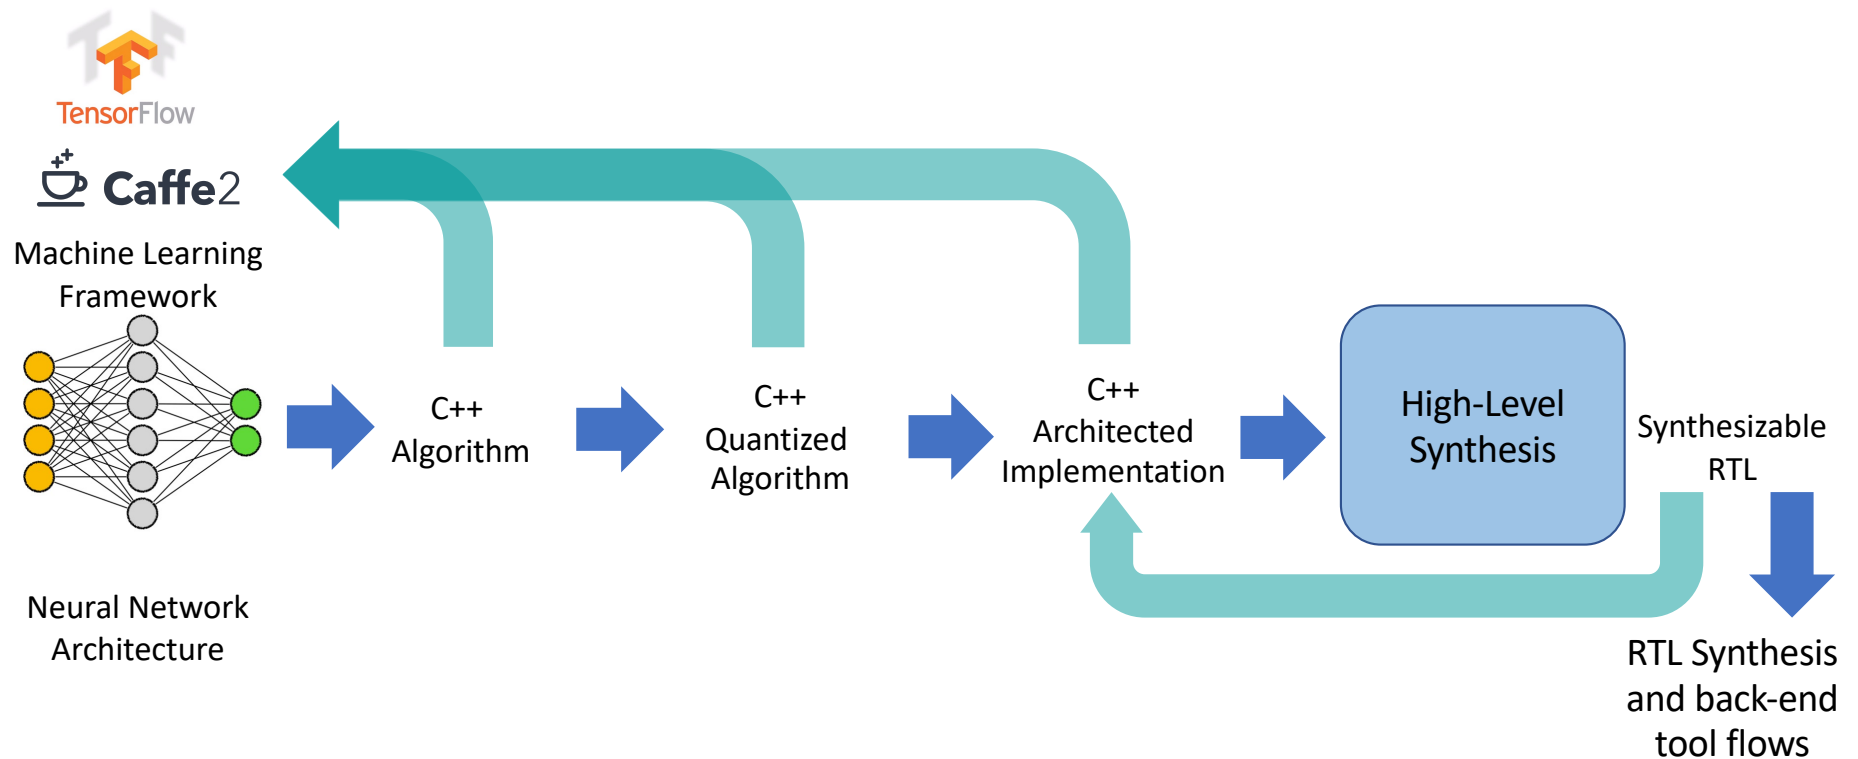 TensorFlow
Caffe2
Machine Learning
Framework
Neural Network
Architecture
C++
Algorithm
C++
Quantized
Algorithm
C++
Architected
Implementation
High-Level
Synthesis
Synthesizable
RTL
RTL Synthesis
and back-end
tool flows